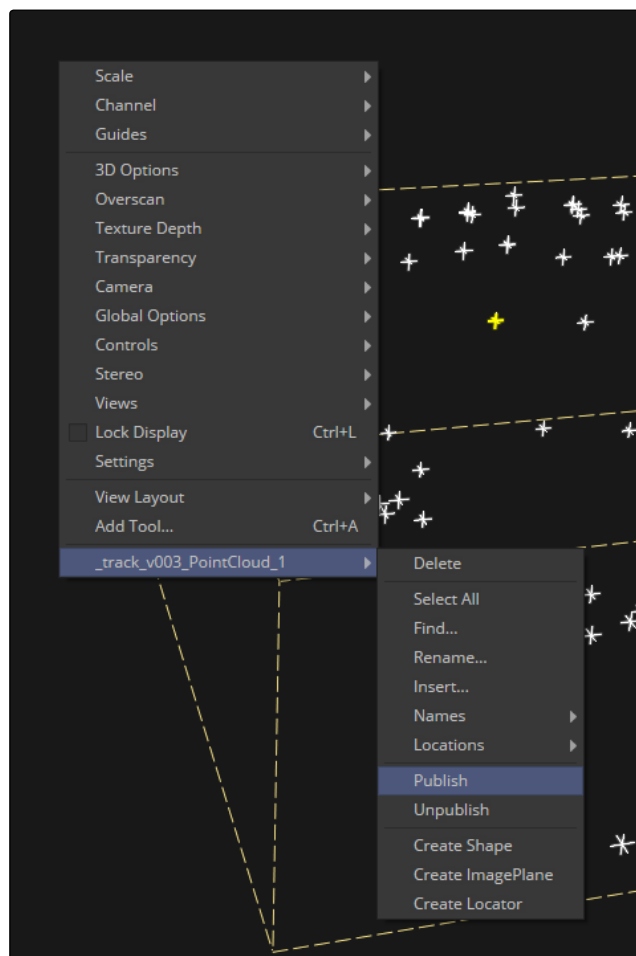 Scale
Channel
Guides
3D Options
Overscan
Texture Depth
Transparency
Camera
Global Options
Controls
Stereo
Views
Lock Display Ctrl+L
Settings
View Layout
Add Tool... Ctrl+A
_track_v003_PointCloud_1
Delete
Select All
Find...
Rename...
Insert...
Names
Locations
Publish
Unpublish
Create Shape
Create ImagePlane
Create Locator